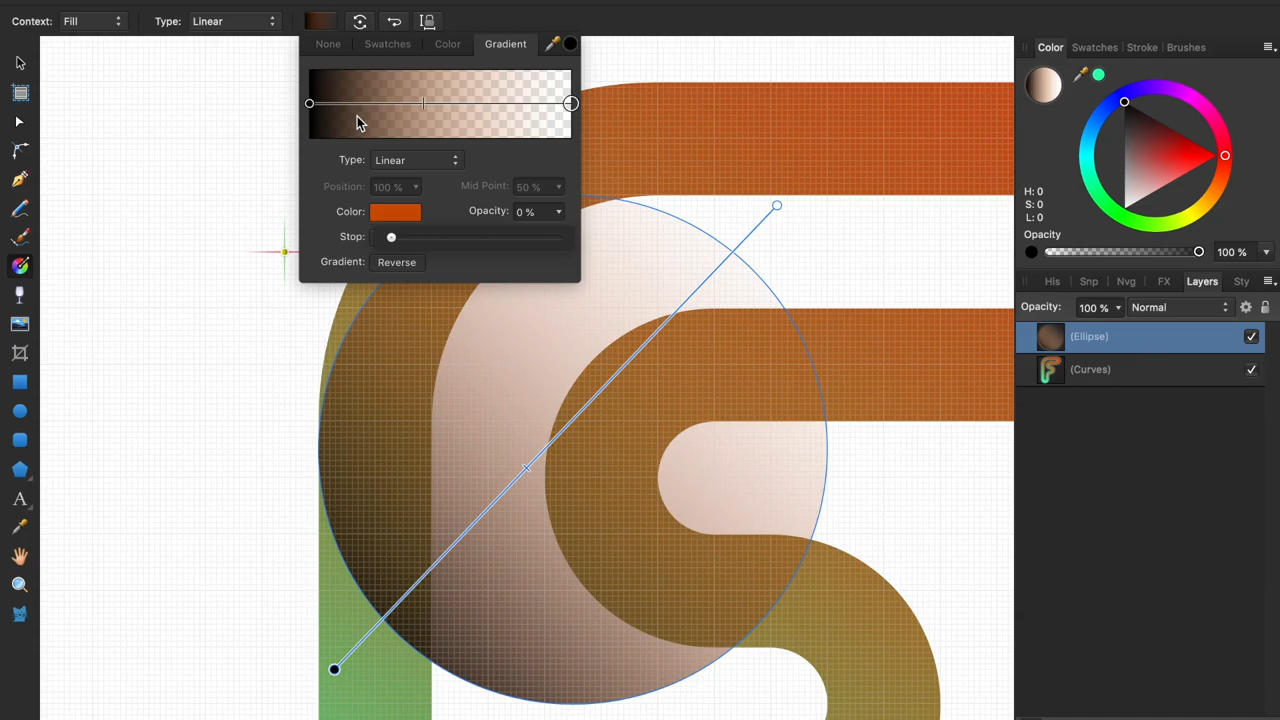 Context: Fill Type: Linear
None Swatches Color Gradient
Type: Linear
Position: 100 % Mid Point: 50 %
Color: Opacity: 0 %
Stop:
Gradient: Reverse
Color Swatches Stroke Brushes
H: 0
S: 0
L: 0
Opacity
100 %
His Snp Nvg FX Layers Sty
Opacity: 100 % Normal
(Ellipse)
(Curves)
A